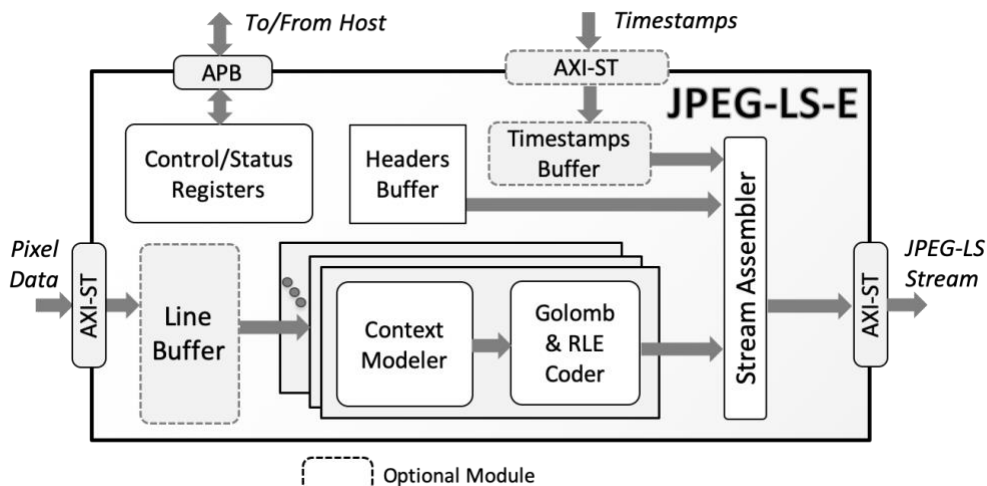 To/From Host
Timestamps
APB
AXI-ST
JPEG-LS-E
Control/Status
Registers
Headers
Buffer
Timestamps
Buffer
Stream Assembler
Pixel
Data
AXI-ST
Line
Buffer
Context
Modeler
Golomb
& RLE
Coder
AXI-ST
JPEG-LS
Stream
Optional Module